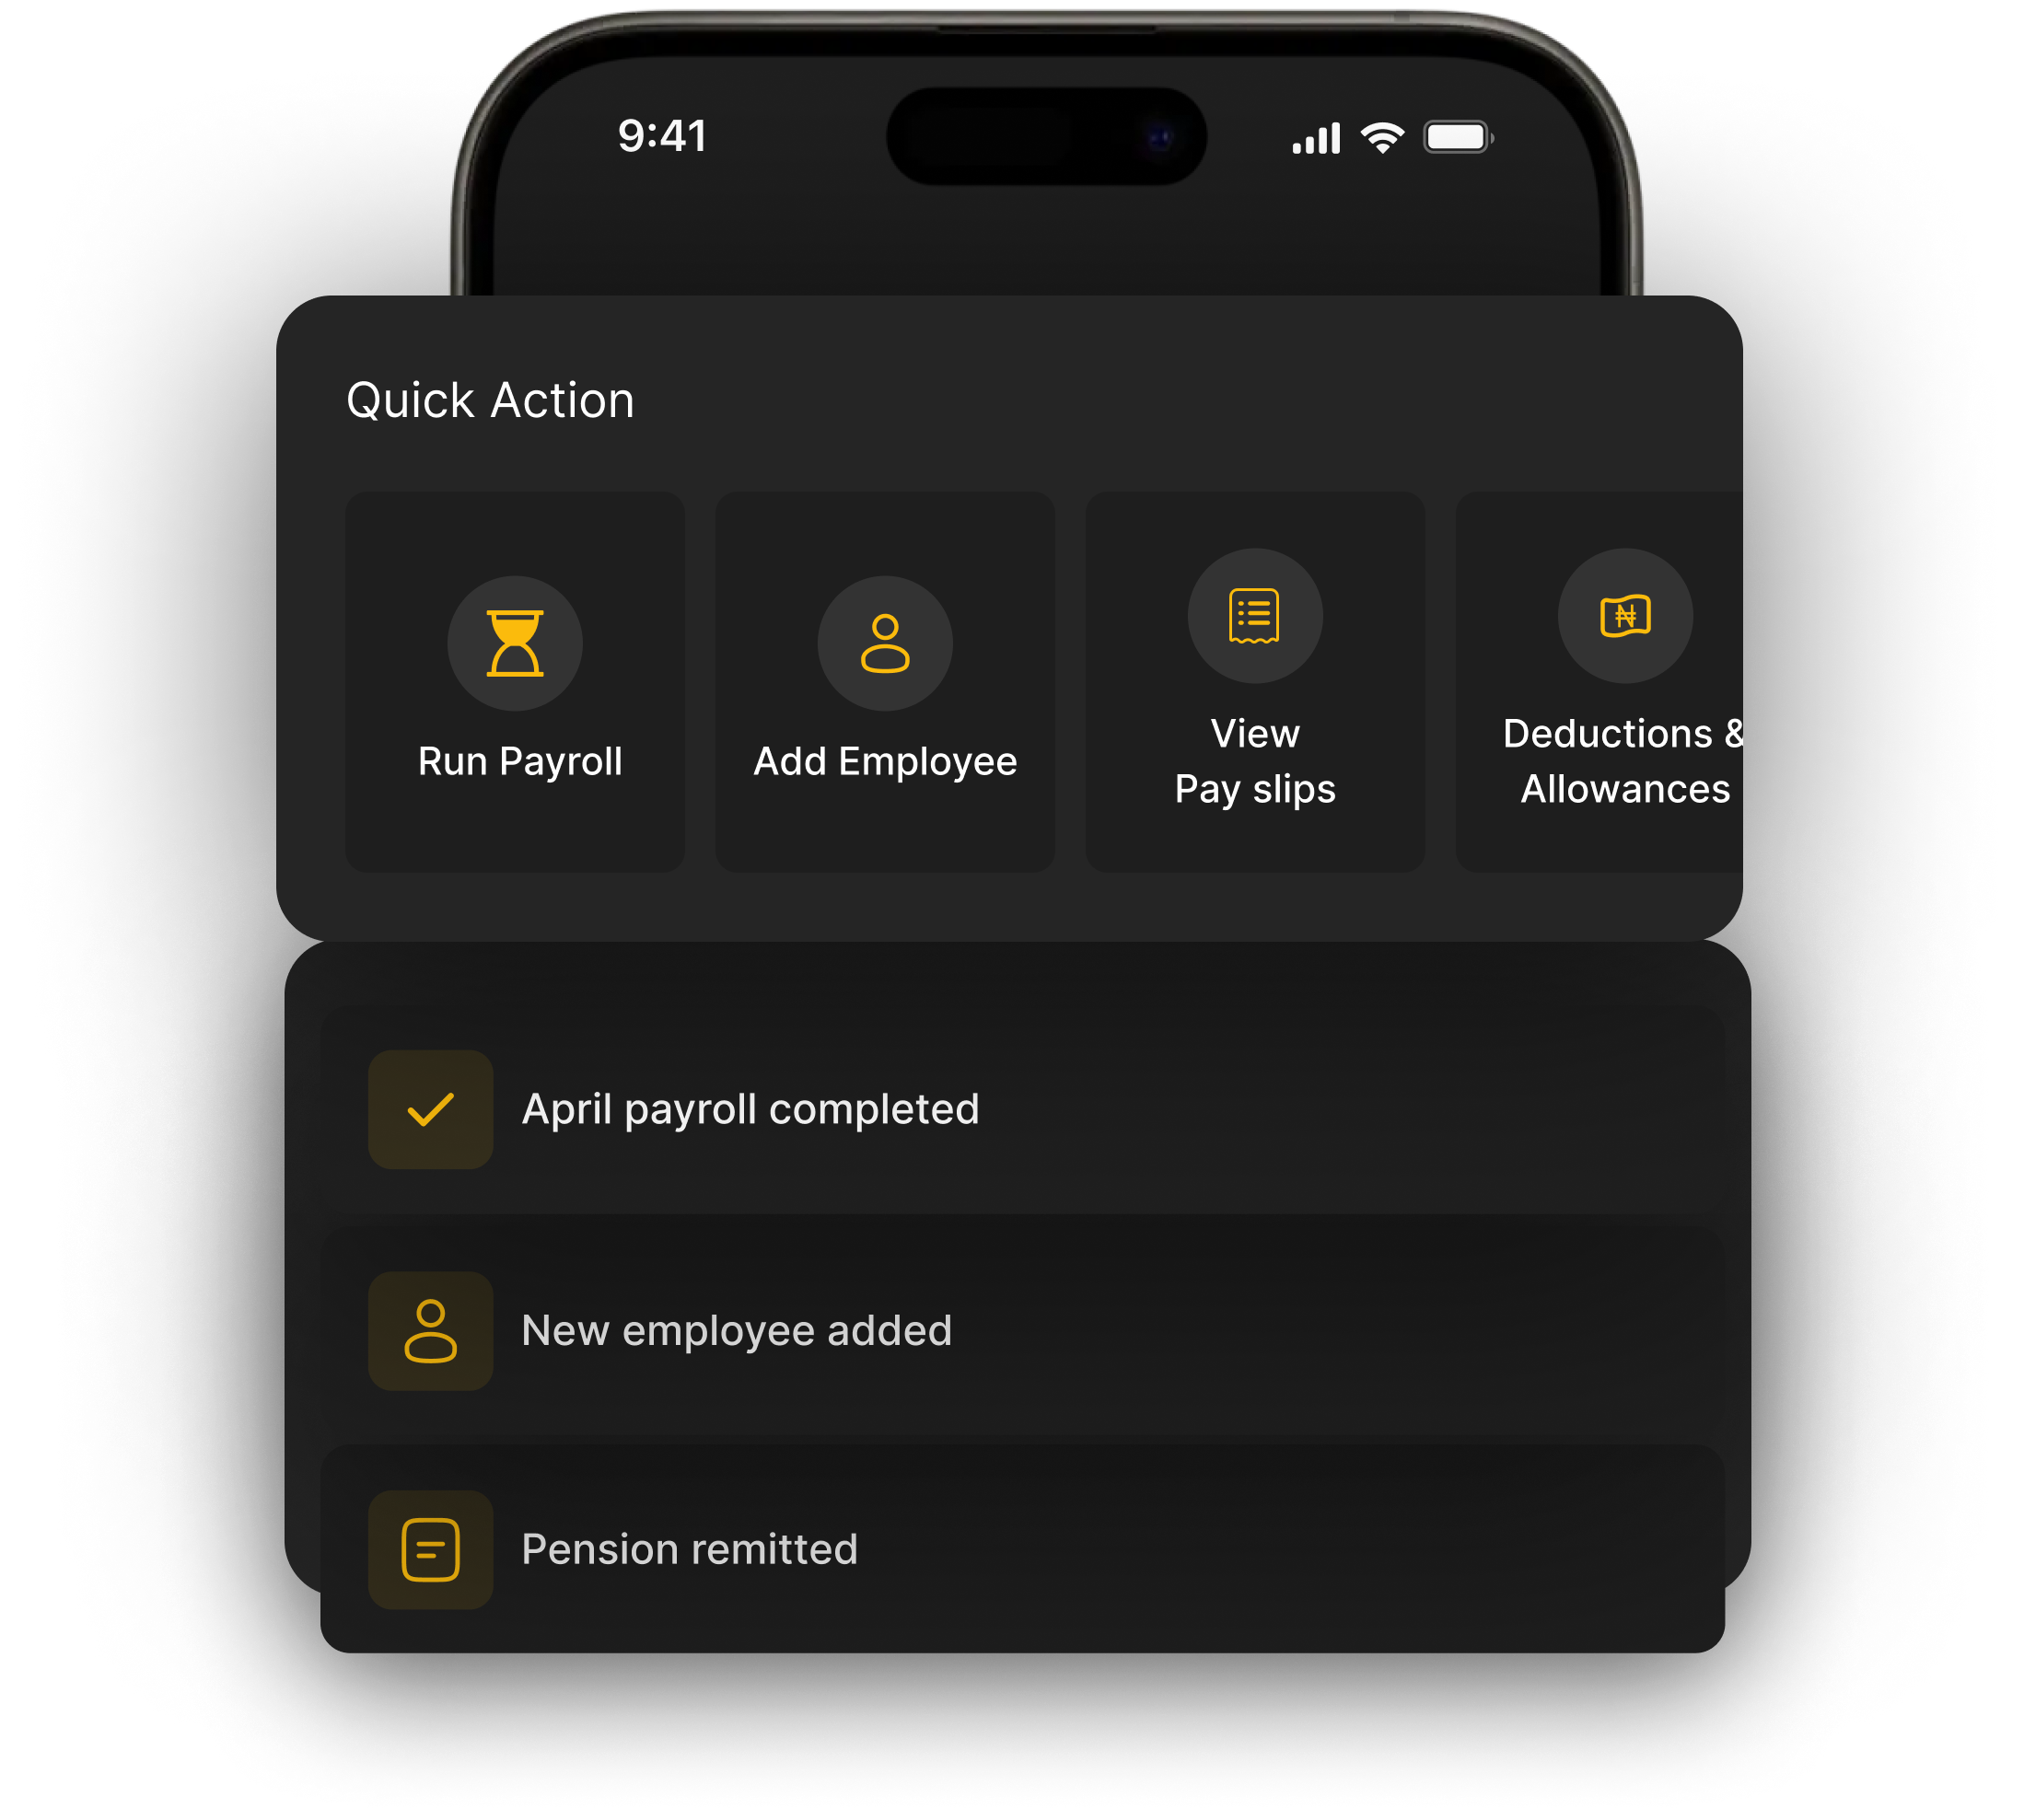 9:41
Quick Action
Run Payroll
Add Employee
View
Pay slips
Deductions &
Allowances
April payroll completed
New employee added
Pension remitted